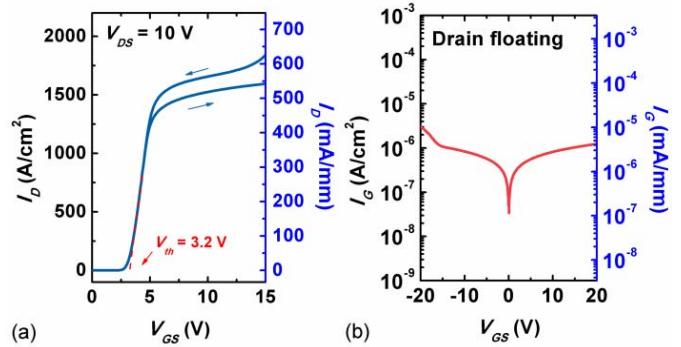 2000
1500
1000
500
0
I_D (A/cm²)
V_DS = 10 V
V_th = 3.2 V
700
600
500
400
300
200
100
0
I_D (mA/mm)
0 5 10 15
(a) V_GS (V)
10⁻³
10⁻⁴
10⁻⁵
10⁻⁶
10⁻⁷
10⁻⁸
10⁻⁹
I_G (A/cm²)
Drain floating
10⁻³
10⁻⁴
10⁻⁵
10⁻⁶
10⁻⁷
10⁻⁸
I_G (mA/mm)
-20 -10 0 10 20
(b) V_GS (V)